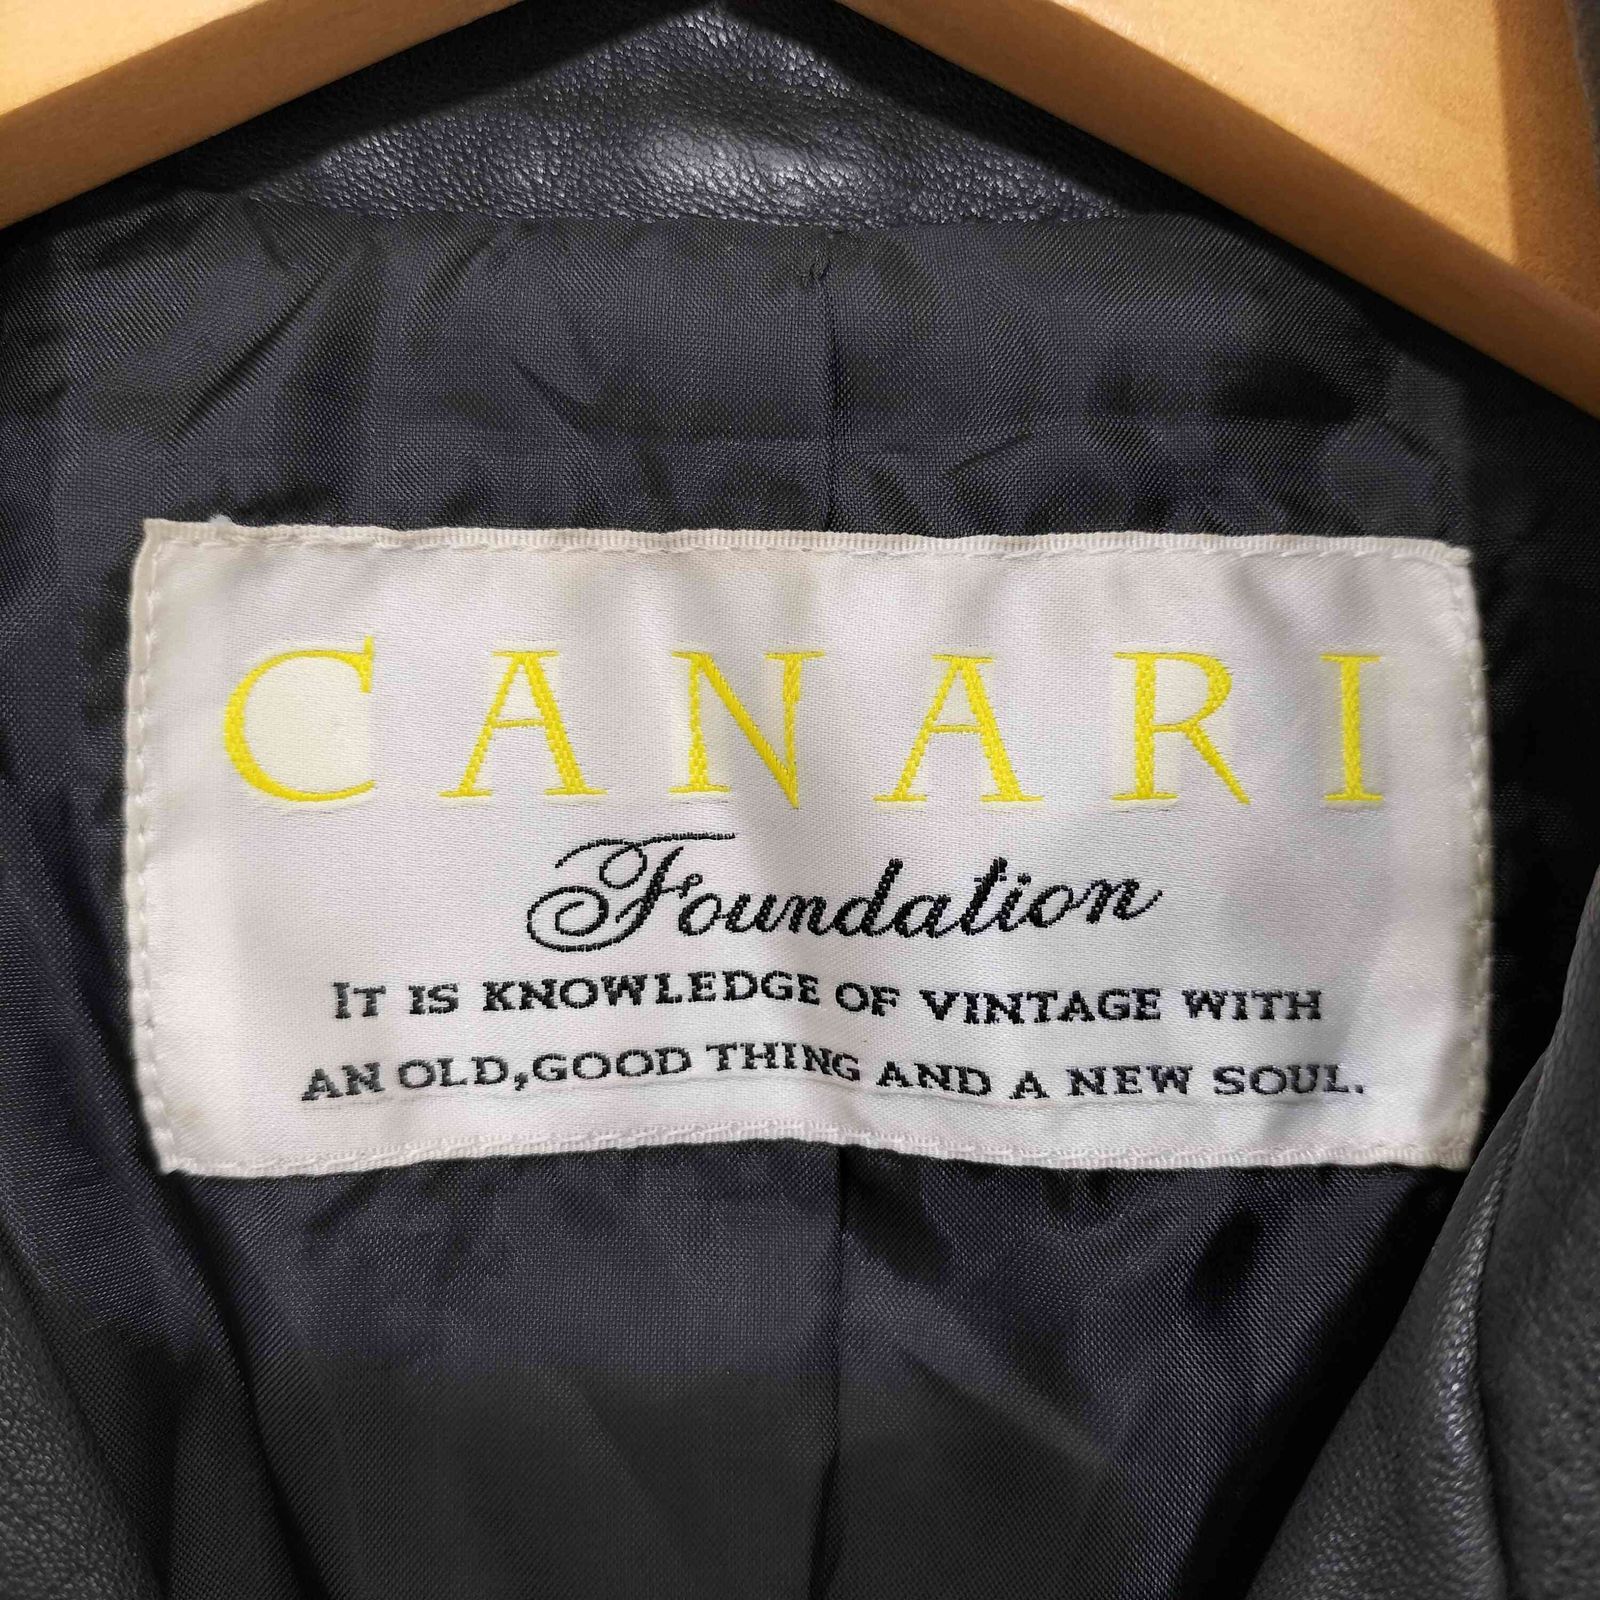 CANARI
Foundation
IT IS KNOWLEDGE OF VINTAGE WITH
AN OLD,GOOD THING AND A NEW SOUL.